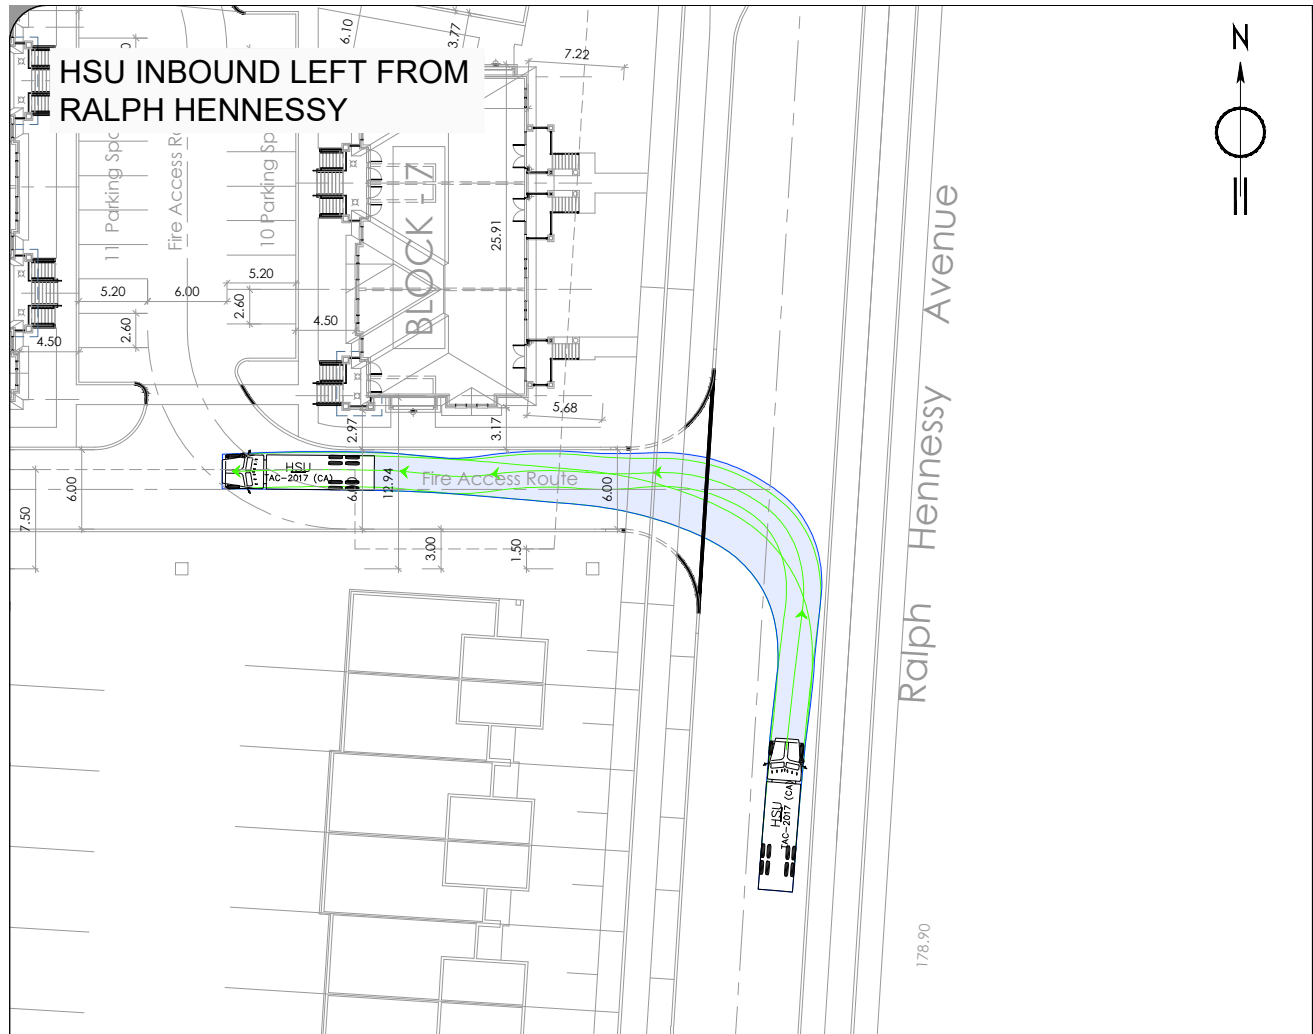 HSU INBOUND LEFT FROM
RALPH HENNESSY
N
6.10
3.77
7.22
11 Parking Spa
Fire Access Ro
10 Parking Sp
BLOCK -7
25.91
5.20
6.00
5.20
2.60
2.60
4.50
4.50
5.68
2.97
3.17
HSU
TAC-2017 (CA)
Fire Access Route
6.00
7.50
12.94
6.00
3.00
1.50
Ralph Hennessy Avenue
HSU
TAC-2017 (CA)
178.90